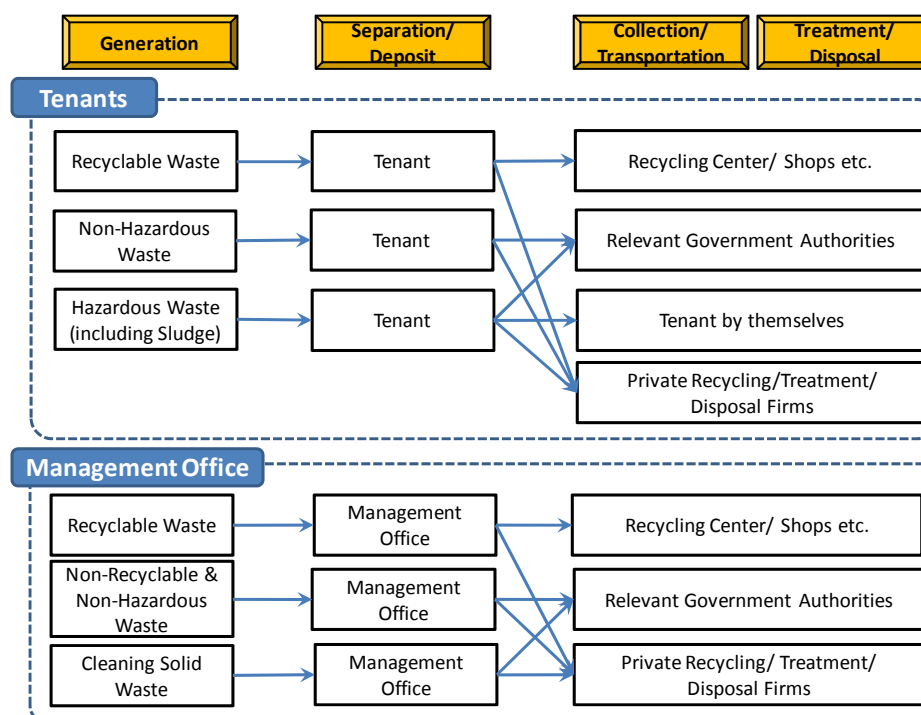 Generation
Separation/
Deposit
Collection/
Transportation
Treatment/
Disposal
Tenants
Recyclable Waste
Tenant
Recycling Center/ Shops etc.
Non-Hazardous
Waste
Tenant
Relevant Government Authorities
Hazardous Waste
(including Sludge)
Tenant
Tenant by themselves
Private Recycling/Treatment/
Disposal Firms
Management Office
Recyclable Waste
Management
Office
Recycling Center/ Shops etc.
Non-Recyclable &
Non-Hazardous
Waste
Management
Office
Relevant Government Authorities
Cleaning Solid
Waste
Management
Office
Private Recycling/ Treatment/
Disposal Firms